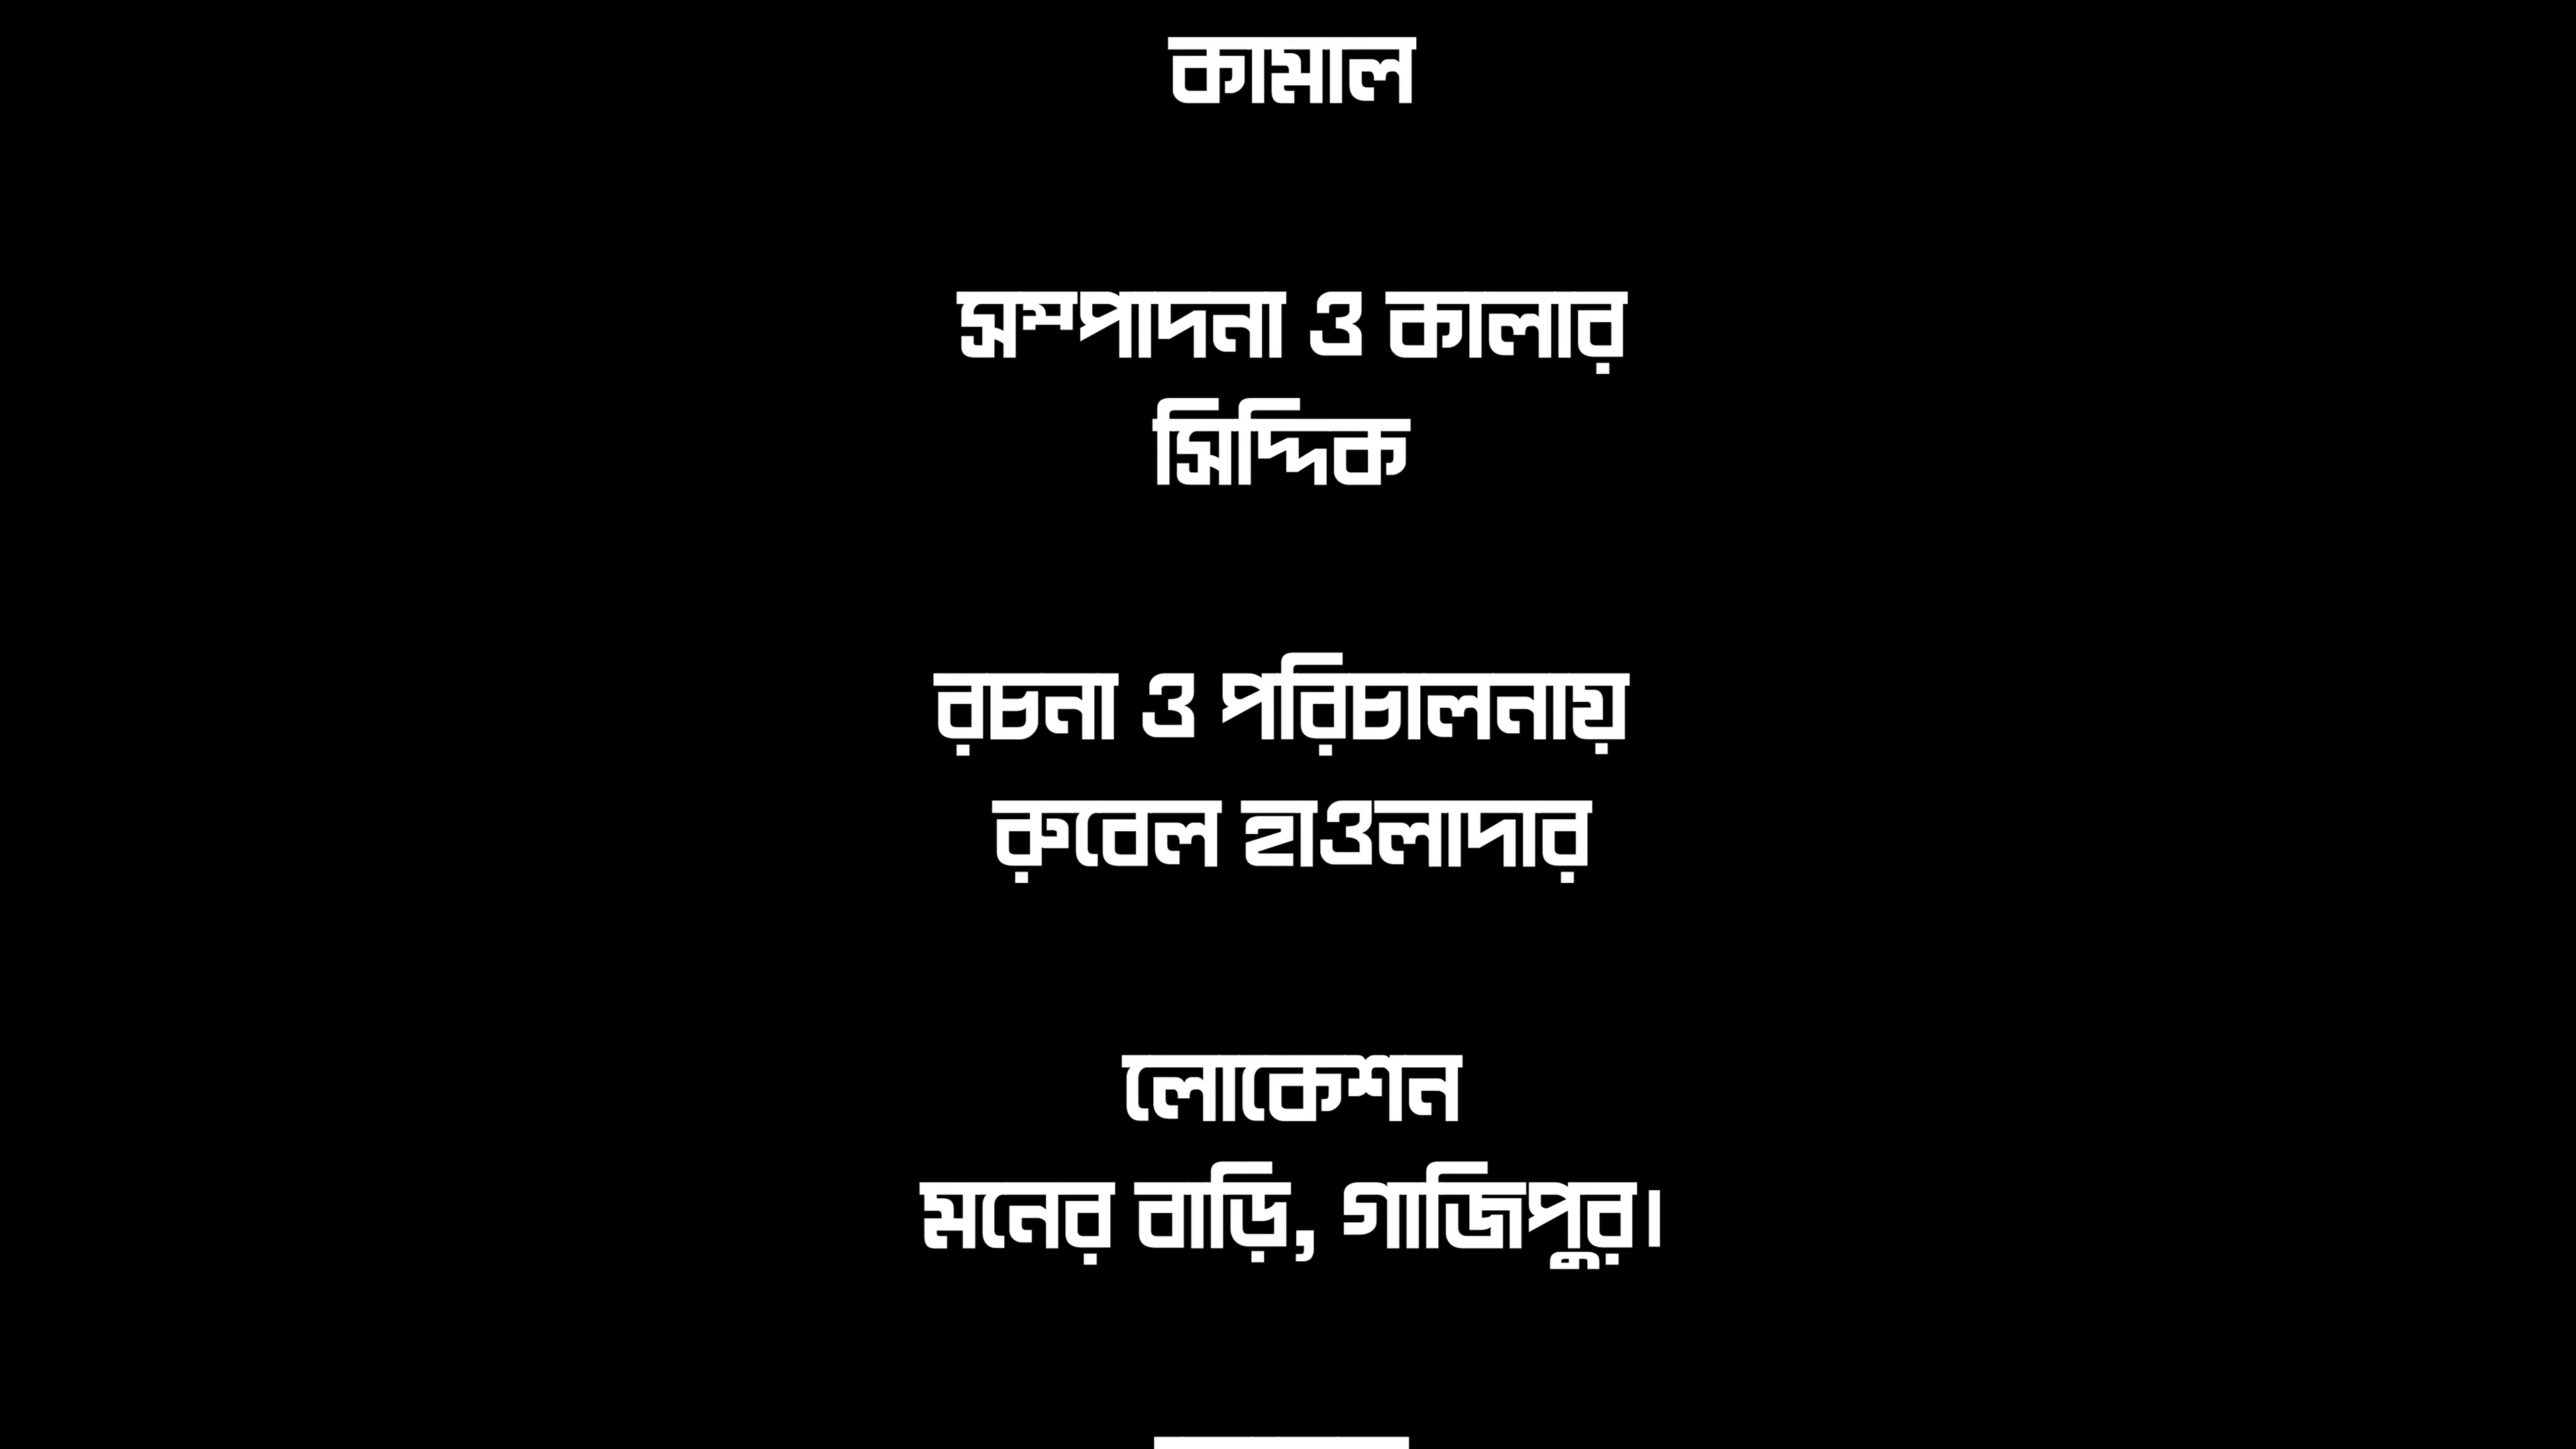 কামাল
সম্পাদনা ও কালার
সিদ্দিক
রচনা ও পরিচালনায়
রুবেল হাওলাদার
লোকেশন
মনের বাড়ি, গাজিপুর।